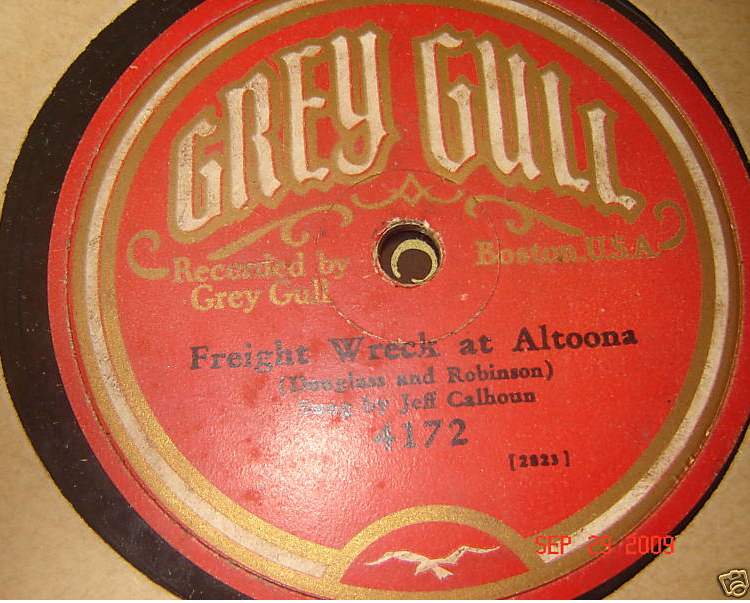 GREY GULL
Recorded by
Grey Gull
Boston, U.S.A.
Freight Wreck at Altoona
(Douglass and Robinson)
Sung by Jeff Calhoun
4172
[2823]
SEP 29 2009